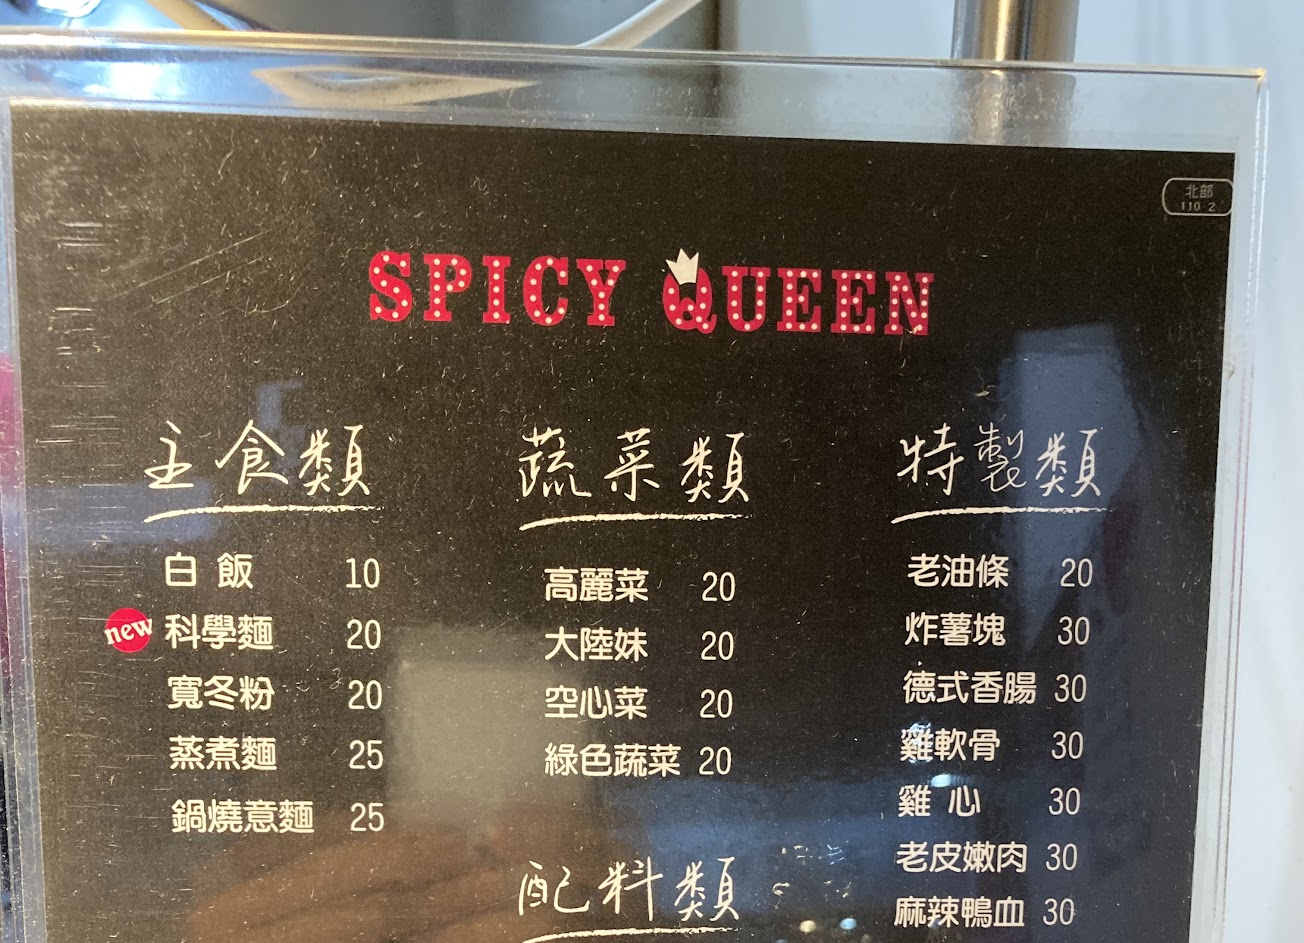 北部
110 2
SPICY QUEEN
主食類
白飯 10
new 科學麵 20
寬冬粉 20
蒸煮麵 25
鍋燒意麵 25
蔬菜類
高麗菜 20
大陸妹 20
空心菜 20
綠色蔬菜 20
配料類
特製類
老油條 20
炸薯塊 30
德式香腸 30
雞軟骨 30
雞心 30
老皮嫩肉 30
麻辣鴨血 30